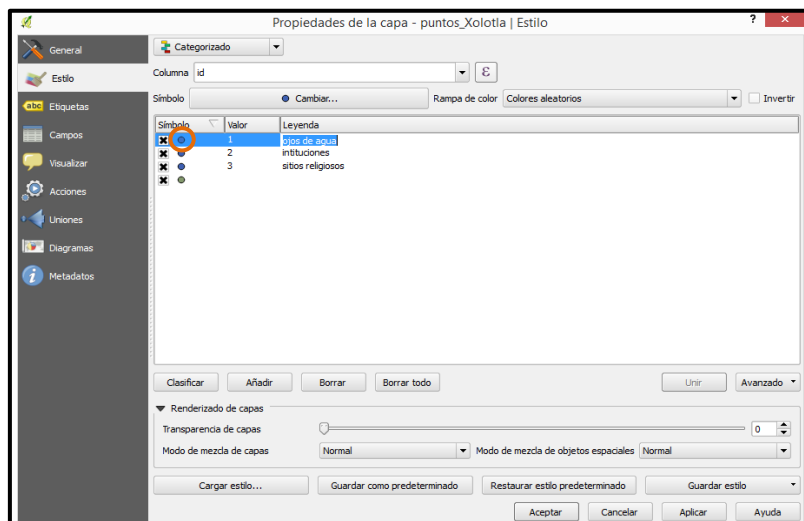 Propiedades de la capa - puntos_Xolotla | Estilo
? ×
General
Estilo
abc Etiquetas
Campos
Visualizar
Acciones
Uniones
Diagramas
Metadatos
Categorizado
Columna id ε
Símbolo Cambiar... Rampa de color Colores aleatorios Invertir
Símbolo Valor Leyenda
1 ojos de agua
2 intituciones
3 sitios religiosos
Clasificar Añadir Borrar Borrar todo Unir Avanzado
Renderizado de capas
Transparencia de capas 0
Modo de mezcla de capas Normal Modo de mezcla de objetos espaciales Normal
Cargar estilo... Guardar como predeterminado Restaurar estilo predeterminado Guardar estilo
Aceptar Cancelar Aplicar Ayuda